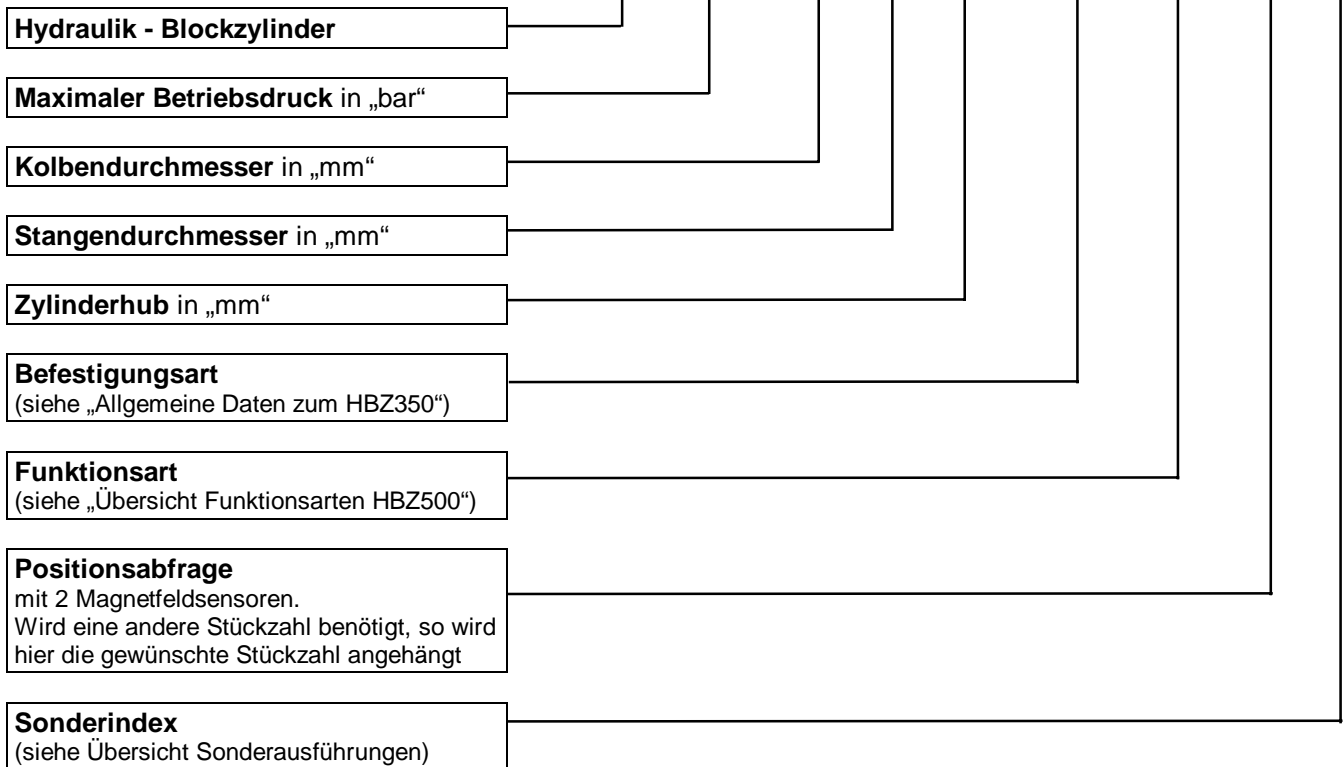 Hydraulik - Blockzylinder
Maximaler Betriebsdruck in „bar“
Kolbendurchmesser in „mm“
Stangendurchmesser in „mm“
Zylinderhub in „mm“
Befestigungsart
(siehe „Allgemeine Daten zum HBZ350“)
Funktionsart
(siehe „Übersicht Funktionsarten HBZ500“)
Positionsabfrage
mit 2 Magnetfeldsensoren.
Wird eine andere Stückzahl benötigt, so wird
hier die gewünschte Stückzahl angehängt
Sonderindex
(siehe Übersicht Sonderausführungen)